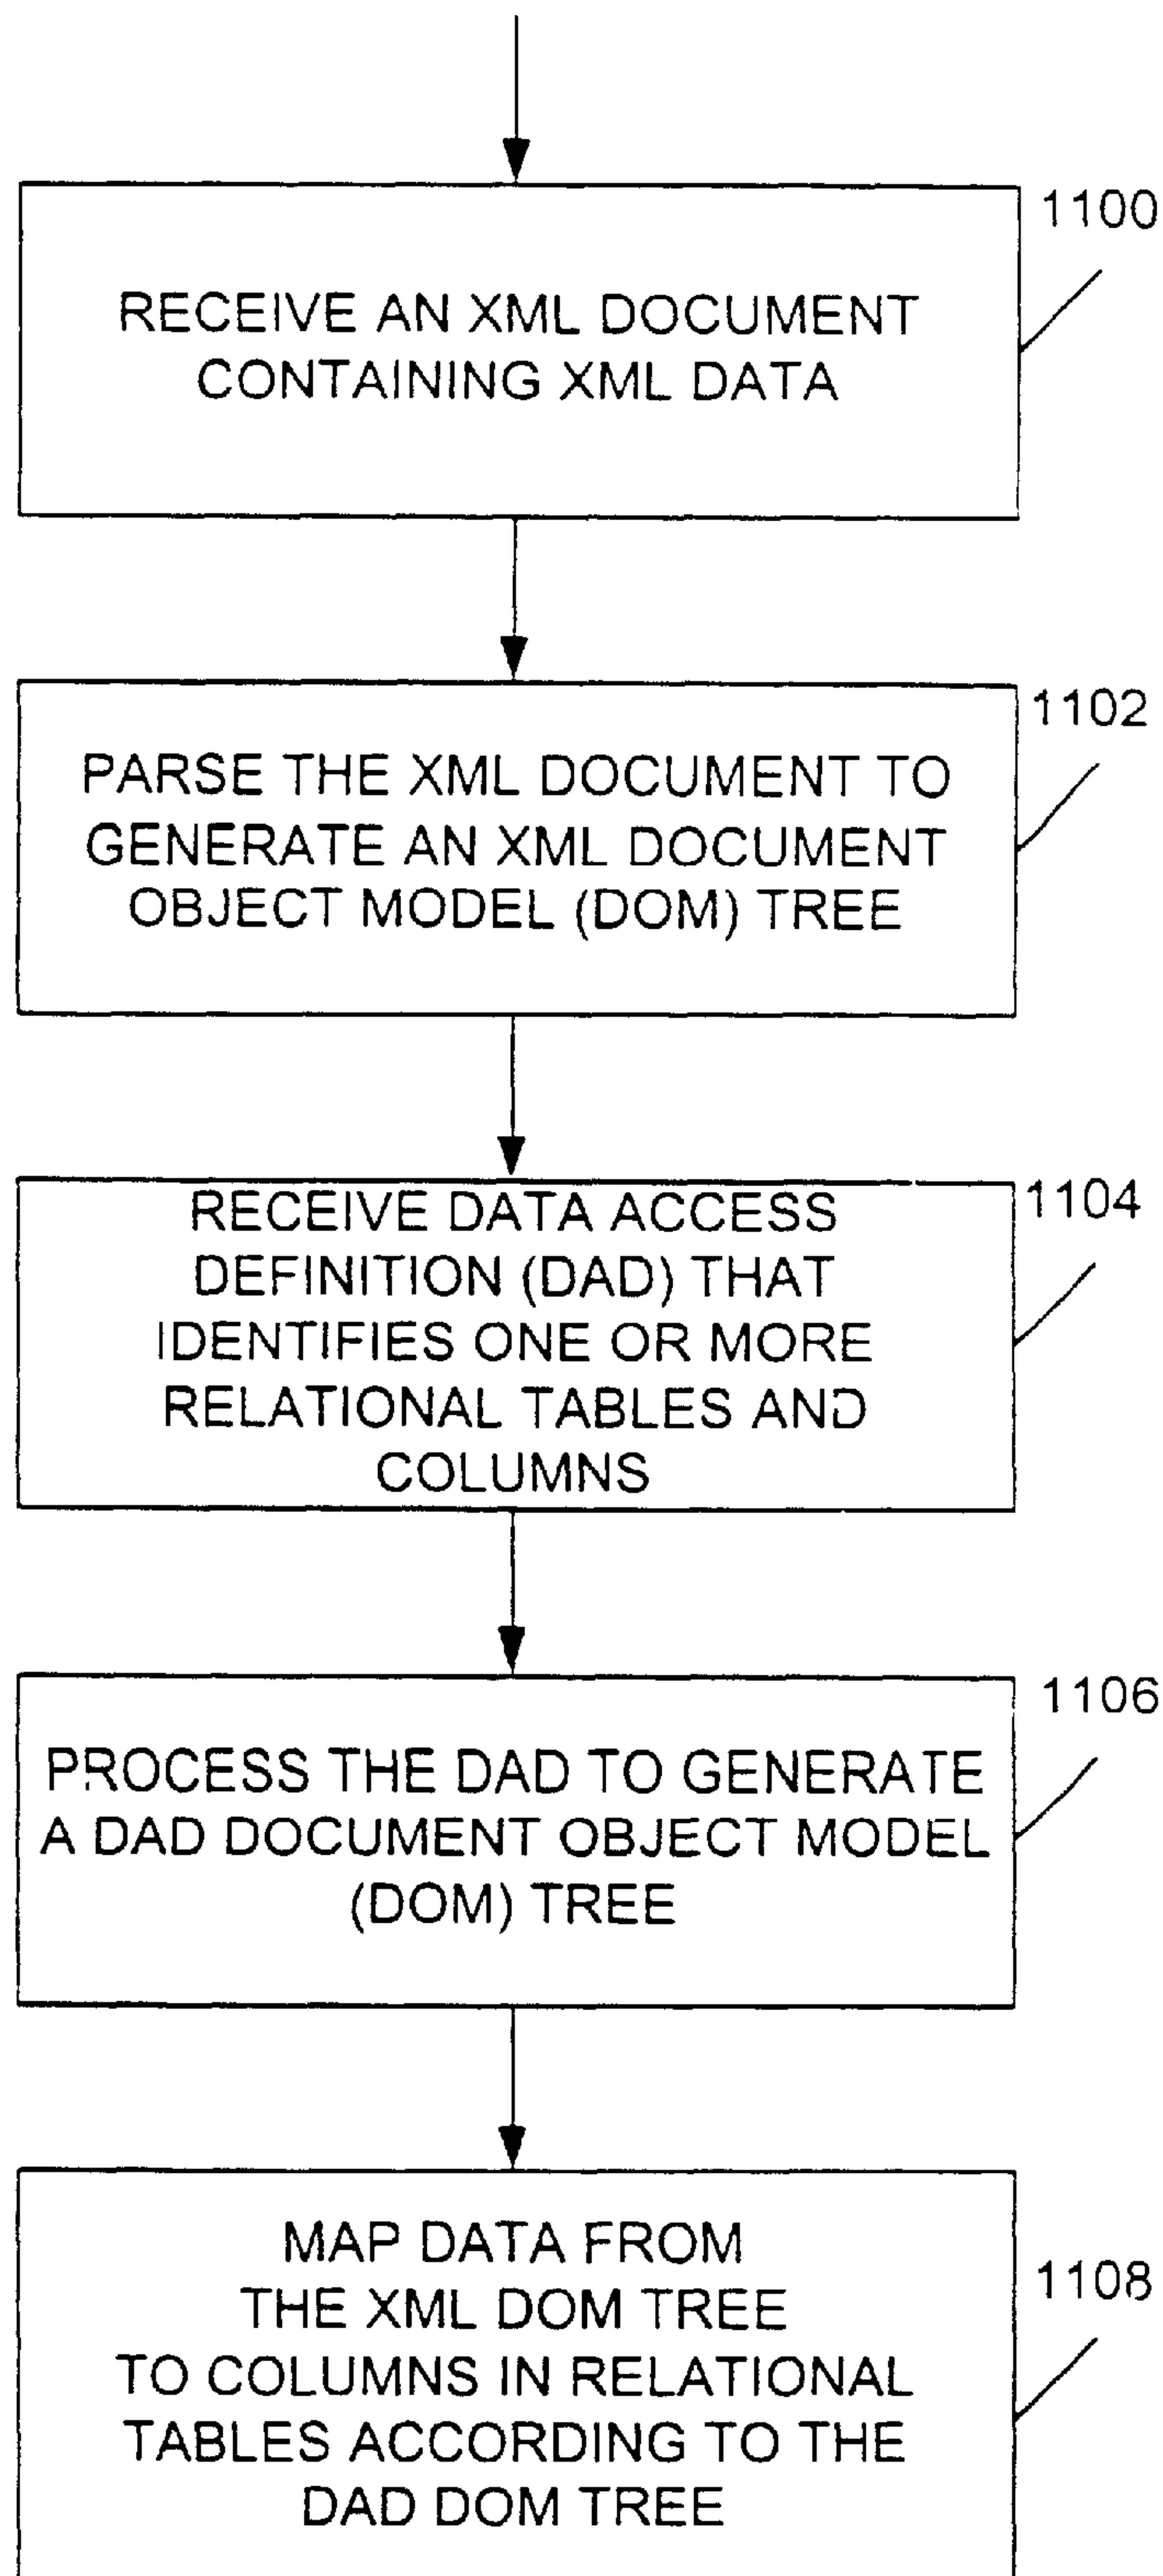 1100
RECEIVE AN XML DOCUMENT
CONTAINING XML DATA
1102
PARSE THE XML DOCUMENT TO
GENERATE AN XML DOCUMENT
OBJECT MODEL (DOM) TREE
1104
RECEIVE DATA ACCESS
DEFINITION (DAD) THAT
IDENTIFIES ONE OR MORE
RELATIONAL TABLES AND
COLUMNS
1106
PROCESS THE DAD TO GENERATE
A DAD DOCUMENT OBJECT MODEL
(DOM) TREE
1108
MAP DATA FROM
THE XML DOM TREE
TO COLUMNS IN RELATIONAL
TABLES ACCORDING TO THE
DAD DOM TREE